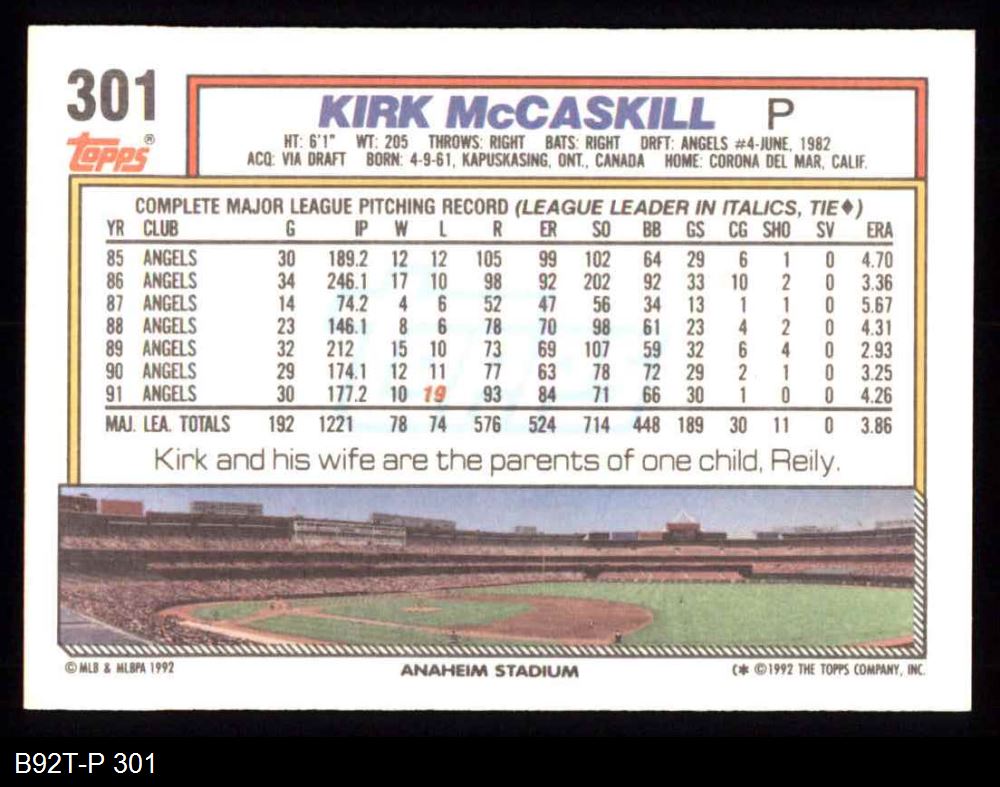 301
Topps®
KIRK McCASKILL P
HT: 6'1" WT: 205 THROWS: RIGHT BATS: RIGHT DRFT: ANGELS #4-JUNE, 1982
ACQ: VIA DRAFT BORN: 4-9-61, KAPUSKASING, ONT., CANADA HOME: CORONA DEL MAR, CALIF.
COMPLETE MAJOR LEAGUE PITCHING RECORD (LEAGUE LEADER IN ITALICS, TIE♦)
YR CLUB G IP W L R ER SO BB GS CG SHO SV ERA
85 ANGELS 30 189.2 12 12 105 99 102 64 29 6 1 0 4.70
86 ANGELS 34 246.1 17 10 98 92 202 92 33 10 2 0 3.36
87 ANGELS 14 74.2 4 6 52 47 56 34 13 1 1 0 5.67
88 ANGELS 23 146.1 8 6 78 70 98 61 23 4 2 0 4.31
89 ANGELS 32 212 15 10 73 69 107 59 32 6 4 0 2.93
90 ANGELS 29 174.1 12 11 77 63 78 72 29 2 1 0 3.25
91 ANGELS 30 177.2 10 19 93 84 71 66 30 1 0 0 4.26
MAJ. LEA. TOTALS 192 1221 78 74 576 524 714 448 189 30 11 0 3.86
Kirk and his wife are the parents of one child, Reily.
© MLB & MLBPA 1992 ANAHEIM STADIUM C* ©1992 THE TOPPS COMPANY, INC.
B92T-P 301